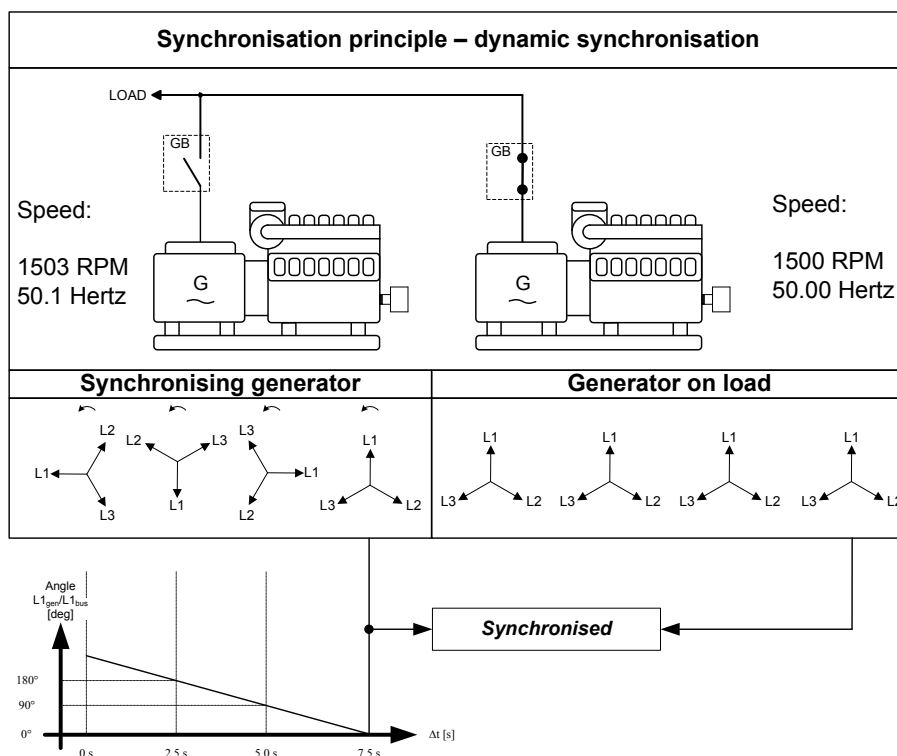 Synchronisation principle – dynamic synchronisation
LOAD
GB
GB
Speed:
1503 RPM
50.1 Hertz
G
G
Speed:
1500 RPM
50.00 Hertz
Synchronising generator
Generator on load
L1
L2
L3
L2
L3
L1
L3
L1
L2
L1
L3
L2
L1
L3
L2
L1
L3
L2
L1
L3
L2
L1
L3
L2
Angle
L1gen/L1bus
[deg]
180°
90°
0°
0 s
2.5 s
5.0 s
7.5 s
Δt [s]
Synchronised